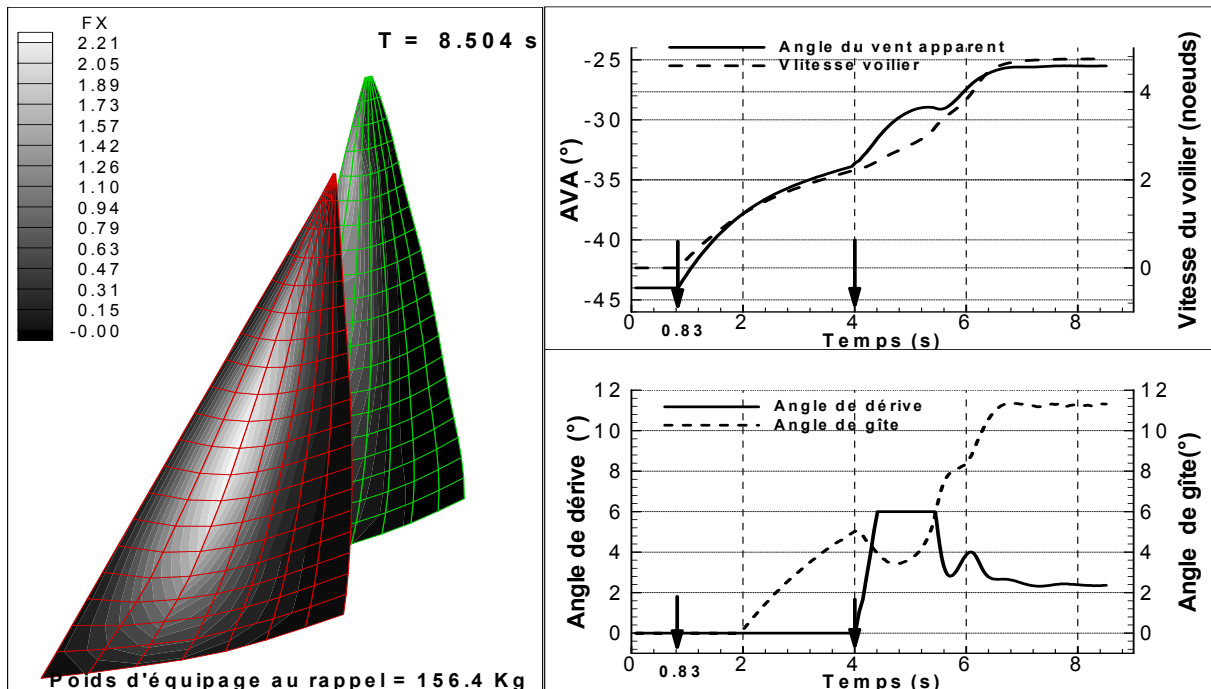 FX
2.21
2.05
1.89
1.73
1.57
1.42
1.26
1.10
0.94
0.79
0.63
0.47
0.31
0.15
-0.00
T = 8.504 s
Poids d'équipage au rappel = 156.4 Kg
Angle du vent apparent
VIitesse voilier
AVA (°)
-25
-30
-35
-40
-45
4
2
0
Vitesse du voilier (noeuds)
0 2 4 6 8
0.83
Temps (s)
Angle de dérive
Angle de gîte
Angle de dérive (°)
12
10
8
6
4
2
0
12
10
8
6
4
2
0
Angle de gîte(°)
0 2 4 6 8
0.83
Temps (s)